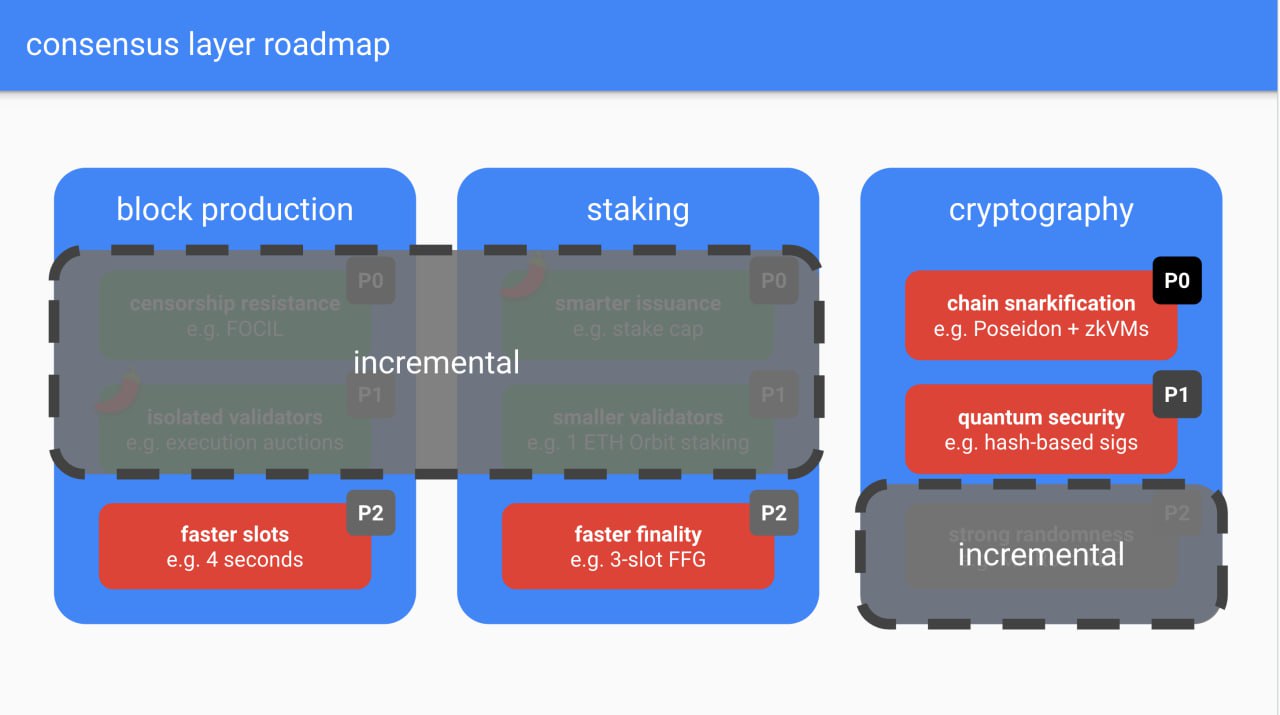 consensus layer roadmap
block production
staking
cryptography
P0
censorship resistance
e.g. FOCIL
P1
isolated validators
e.g. execution auctions
incremental
P2
faster slots
e.g. 4 seconds
P0
smarter issuance
e.g. stake cap
P1
smaller validators
e.g. 1 ETH Orbit staking
P2
faster finality
e.g. 3-slot FFG
P0
chain snarkification
e.g. Poseidon + zkVMs
P1
quantum security
e.g. hash-based sigs
P2
strong randomness
incremental